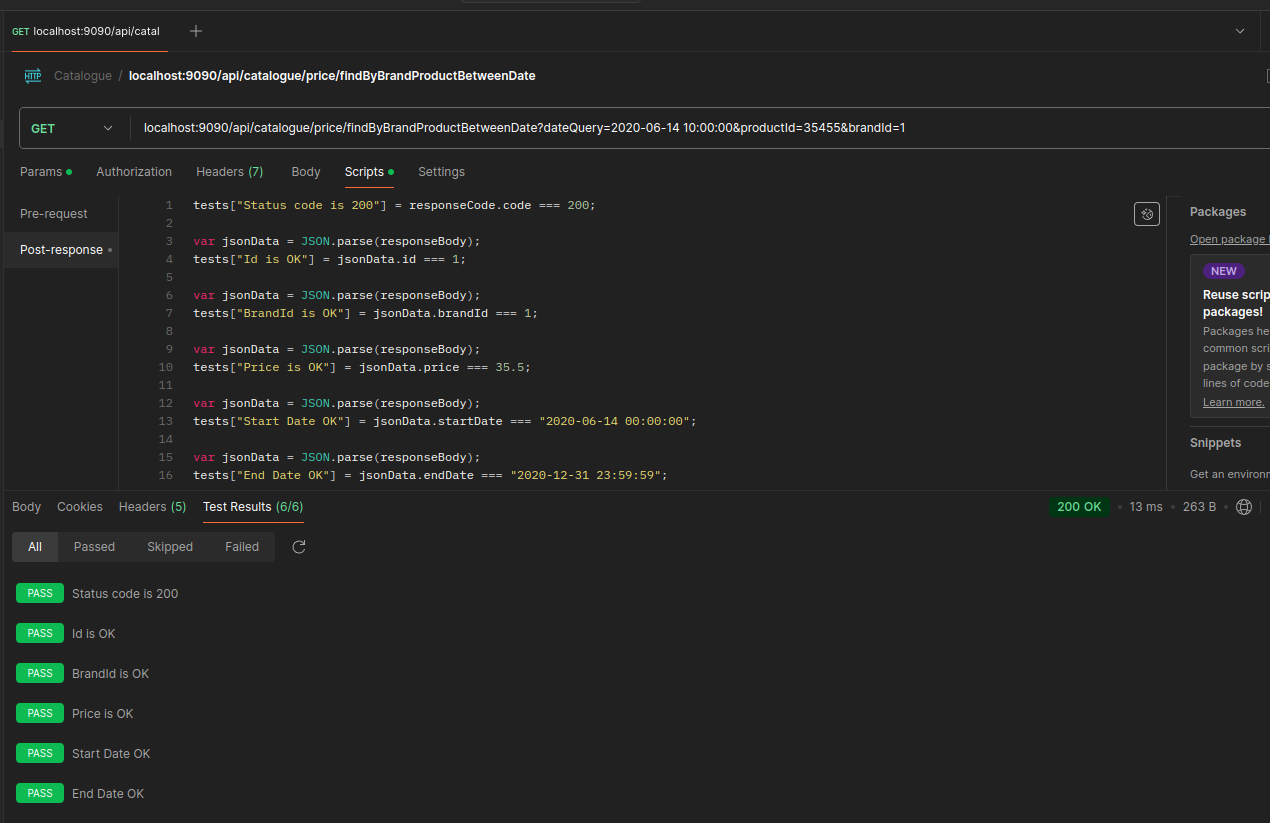 GET localhost:9090/api/catal
HTTP Catalogue / localhost:9090/api/catalogue/price/findByBrandProductBetweenDate
GET localhost:9090/api/catalogue/price/findByBrandProductBetweenDate?dateQuery=2020-06-14 10:00:00&productId=35455&brandId=1
Params Authorization Headers (7) Body Scripts Settings
Pre-request
Post-response
1 tests["Status code is 200"] = responseCode.code === 200;
2
3 var jsonData = JSON.parse(responseBody);
4 tests["Id is OK"] = jsonData.id === 1;
5
6 var jsonData = JSON.parse(responseBody);
7 tests["BrandId is OK"] = jsonData.brandId === 1;
8
9 var jsonData = JSON.parse(responseBody);
10 tests["Price is OK"] = jsonData.price === 35.5;
11
12 var jsonData = JSON.parse(responseBody);
13 tests["Start Date OK"] = jsonData.startDate === "2020-06-14 00:00:00";
14
15 var jsonData = JSON.parse(responseBody);
16 tests["End Date OK"] = jsonData.endDate === "2020-12-31 23:59:59";
Packages
Open package
NEW
Reuse scrip
packages!
Packages he
common scri
package by s
lines of code
Learn more.
Snippets
Get an environ
Body Cookies Headers (5) Test Results (6/6) 200 OK • 13 ms • 263 B •
All Passed Skipped Failed
PASS Status code is 200
PASS Id is OK
PASS BrandId is OK
PASS Price is OK
PASS Start Date OK
PASS End Date OK